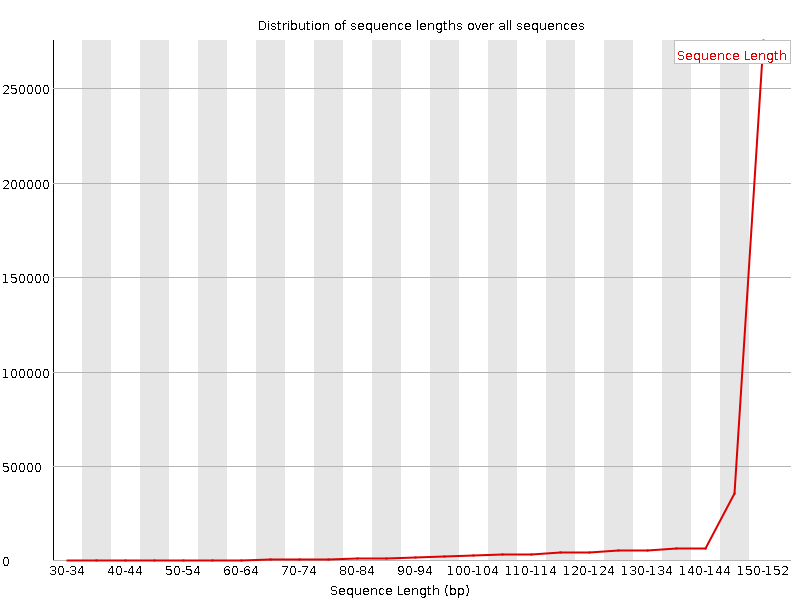 Distribution of sequence lengths over all sequences
Sequence Length
250000
200000
150000
100000
50000
0
30-34 40-44 50-54 60-64 70-74 80-84 90-94 100-104 110-114 120-124 130-134 140-144 150-152
Sequence Length (bp)